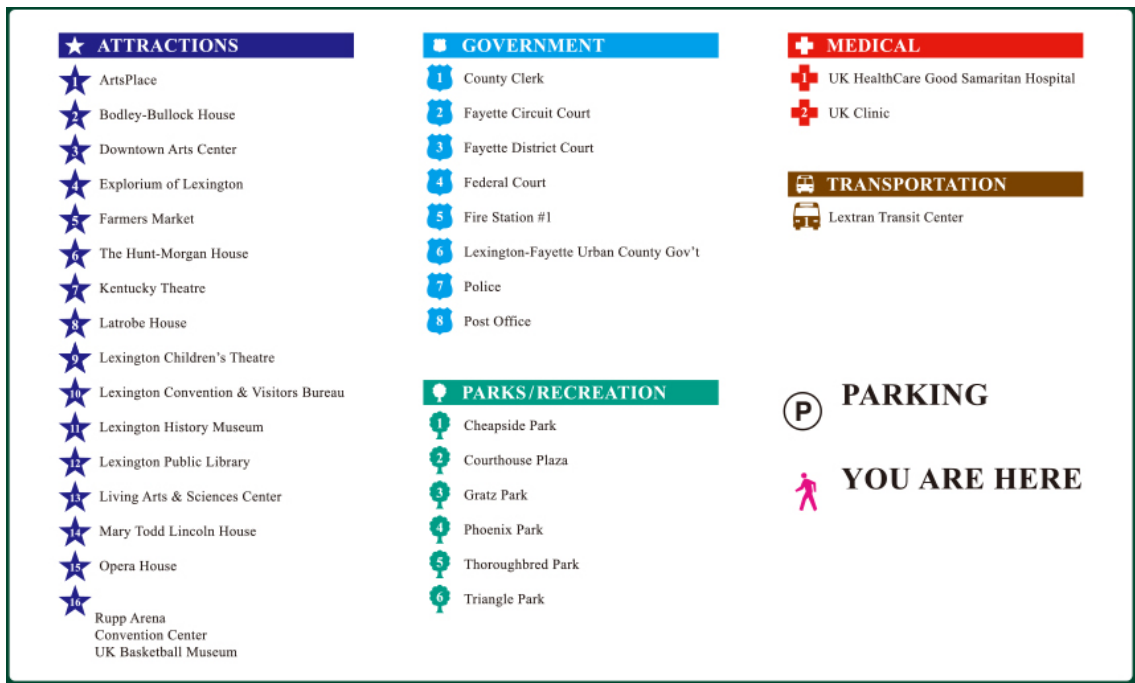 ATTRACTIONS
1 ArtsPlace
2 Bodley-Bullock House
3 Downtown Arts Center
4 Explorium of Lexington
5 Farmers Market
6 The Hunt-Morgan House
7 Kentucky Theatre
8 Latrobe House
9 Lexington Children's Theatre
10 Lexington Convention & Visitors Bureau
11 Lexington History Museum
12 Lexington Public Library
13 Living Arts & Sciences Center
14 Mary Todd Lincoln House
15 Opera House
16
Rupp Arena
Convention Center
UK Basketball Museum
GOVERNMENT
1 County Clerk
2 Fayette Circuit Court
3 Fayette District Court
4 Federal Court
5 Fire Station #1
6 Lexington-Fayette Urban County Gov't
7 Police
8 Post Office
PARKS/RECREATION
1 Cheapside Park
2 Courthouse Plaza
3 Gratz Park
4 Phoenix Park
5 Thoroughbred Park
6 Triangle Park
MEDICAL
1 UK HealthCare Good Samaritan Hospital
2 UK Clinic
TRANSPORTATION
1 Lextran Transit Center
P PARKING
YOU ARE HERE